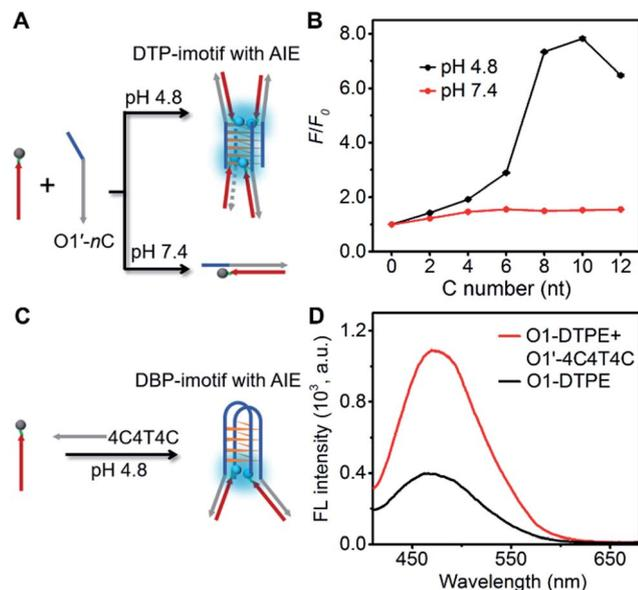 A
DTP-imotif with AIE
pH 4.8
+
O1'-nC
pH 7.4
B
F/F0
8.0
6.0
4.0
2.0
0.0
pH 4.8
pH 7.4
0 2 4 6 8 10 12
C number (nt)
C
DBP-imotif with AIE
4C4T4C
pH 4.8
D
FL intensity (10³, a.u.)
1.2
0.8
0.4
0.0
O1-DTPE+
O1'-4C4T4C
O1-DTPE
450 550 650
Wavelength (nm)